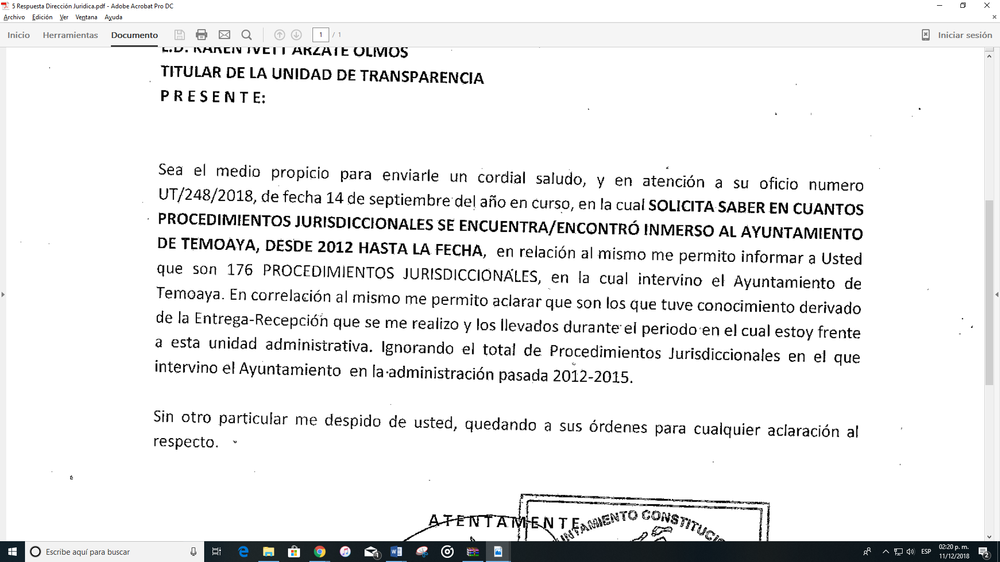 5 Respuesta Dirección Juridica.pdf - Adobe Acrobat Pro DC
Archivo Edición Ver Ventana Ayuda
Inicio Herramientas Documento 1 / 1 Iniciar sesión
L.D. KAREN IVETT ARZATE OLMOS
TITULAR DE LA UNIDAD DE TRANSPARENCIA
P R E S E N T E:
Sea el medio propicio para enviarle un cordial saludo, y en atención a su oficio numero
UT/248/2018, de fecha 14 de septiembre del año en curso, en la cual SOLICITA SABER EN CUANTOS
PROCEDIMIENTOS JURISDICCIONALES SE ENCUENTRA/ENCONTRÓ INMERSO AL AYUNTAMIENTO
DE TEMOAYA, DESDE 2012 HASTA LA FECHA, en relación al mismo me permito informar a Usted
que son 176 PROCEDIMIENTOS JURISDICCIONALES, en la cual intervino el Ayuntamiento de
Temoaya. En correlación al mismo me permito aclarar que son los que tuve conocimiento derivado
de la Entrega-Recepción que se me realizo y los llevados durante el periodo en el cual estoy frente
a esta unidad administrativa. Ignorando el total de Procedimientos Jurisdiccionales en el que
intervino el Ayuntamiento en la administración pasada 2012-2015.
Sin otro particular me despido de usted, quedando a sus órdenes para cualquier aclaración al
respecto.
A T E N T A M E N T E
UNTAMIENTO CONSTITUCIO
Escribe aquí para buscar
1
ESP
02:20 p. m.
11/12/2018
2